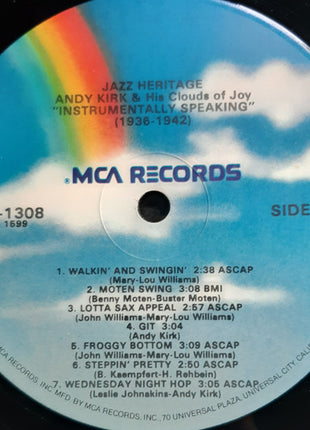 JAZZ HERITAGE
ANDY KIRK & His Clouds of Joy
"INSTRUMENTALLY SPEAKING"
(1936-1942)
MCA RECORDS
-1308
1599
SIDE
1. WALKIN' AND SWINGIN' 2:38 ASCAP
(Mary-Lou Williams)
2. MOTEN SWING 3:08 BMI
(Benny Moten-Buster Moten)
3. LOTTA SAX APPEAL 2:57 ASCAP
(John Williams-Mary-Lou Williams)
4. GIT 3:04
(Andy Kirk)
5. FROGGY BOTTOM 3:09 ASCAP
(John Williams-Mary-Lou Williams)
6. STEPPIN' PRETTY 2:50 ASCAP
(B. Kaempfert-H. Rehbein)
7. WEDNESDAY NIGHT HOP 3:05 ASCAP
(Leslie Johnakins-Andy Kirk)
MCA RECORDS, INC. MFD. BY MCA RECORDS, INC., 70 UNIVERSAL PLAZA, UNIVERSAL CITY, CALIF